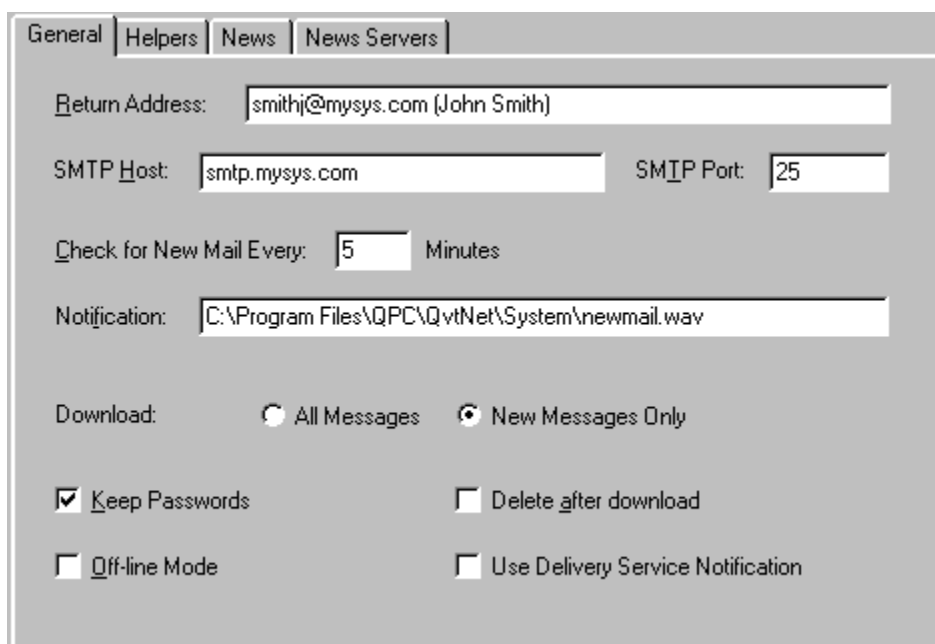 General Helpers News News Servers
Return Address: smithj@mysys.com (John Smith)
SMTP Host: smtp.mysys.com SMTP Port: 25
Check for New Mail Every: 5 Minutes
Notification: C:\Program Files\QPC\QvtNet\System\newmail.wav
Download: All Messages New Messages Only
Keep Passwords Delete after download
Off-line Mode Use Delivery Service Notification